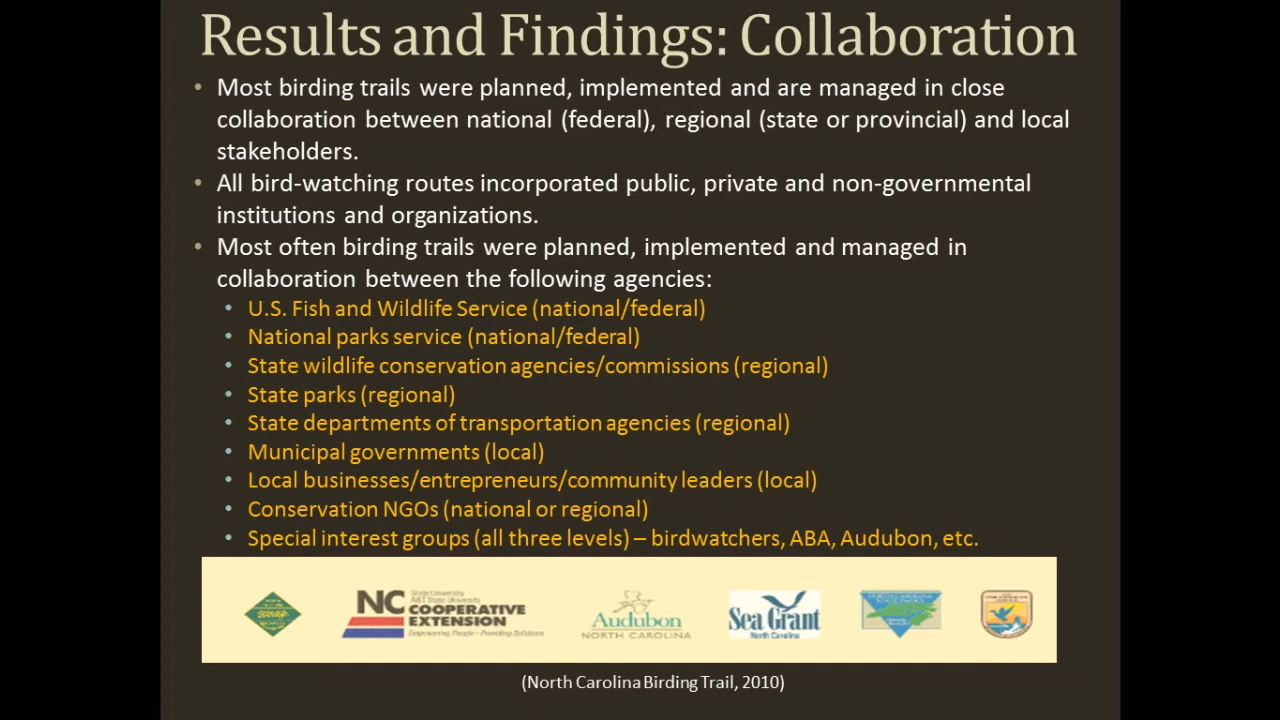 Results and Findings: Collaboration
• Most birding trails were planned, implemented and are managed in close
collaboration between national (federal), regional (state or provincial) and local
stakeholders.
• All bird-watching routes incorporated public, private and non-governmental
institutions and organizations.
• Most often birding trails were planned, implemented and managed in
collaboration between the following agencies:
• U.S. Fish and Wildlife Service (national/federal)
• National parks service (national/federal)
• State wildlife conservation agencies/commissions (regional)
• State parks (regional)
• State departments of transportation agencies (regional)
• Municipal governments (local)
• Local businesses/entrepreneurs/community leaders (local)
• Conservation NGOs (national or regional)
• Special interest groups (all three levels) – birdwatchers, ABA, Audubon, etc.
NC
COOPERATIVE
EXTENSION
Empowering People • Providing Solutions
Audubon
NORTH CAROLINA
Sea Grant
North Carolina
(North Carolina Birding Trail, 2010)